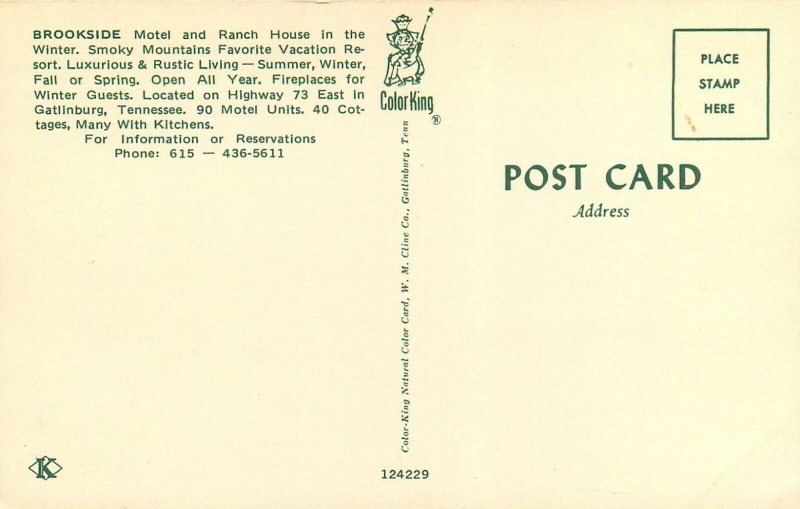 BROOKSIDE Motel and Ranch House in the
Winter. Smoky Mountains Favorite Vacation Re-
sort. Luxurious & Rustic Living — Summer, Winter,
Fall or Spring. Open All Year. Fireplaces for
Winter Guests. Located on Highway 73 East in
Gatlinburg, Tennessee. 90 Motel Units. 40 Cot-
tages, Many With Kitchens.
For Information or Reservations
Phone: 615 — 436-5611
ColorKing
®
Color-King Natural Color Card, W. M. Cline Co., Gatlinburg, Tenn
PLACE
STAMP
HERE
POST CARD
Address
K
124229